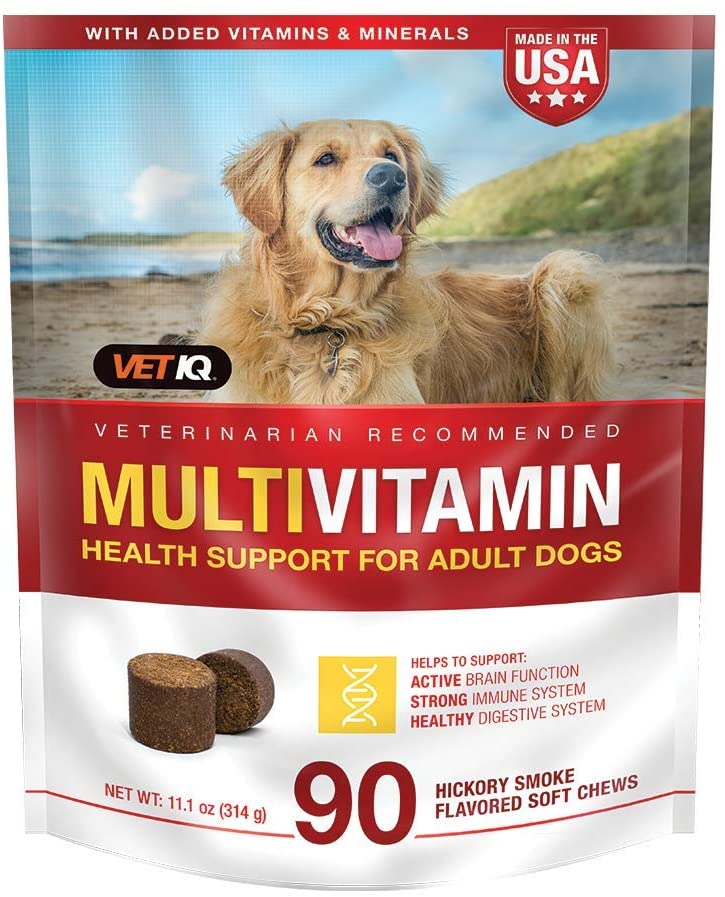 WITH ADDED VITAMINS & MINERALS
MADE IN THE
USA
VET IQ®
VETERINARIAN RECOMMENDED
MULTIVITAMIN
HEALTH SUPPORT FOR ADULT DOGS
HELPS TO SUPPORT:
ACTIVE BRAIN FUNCTION
STRONG IMMUNE SYSTEM
HEALTHY DIGESTIVE SYSTEM
NET WT: 11.1 oz (314 g)
90
HICKORY SMOKE
FLAVORED SOFT CHEWS